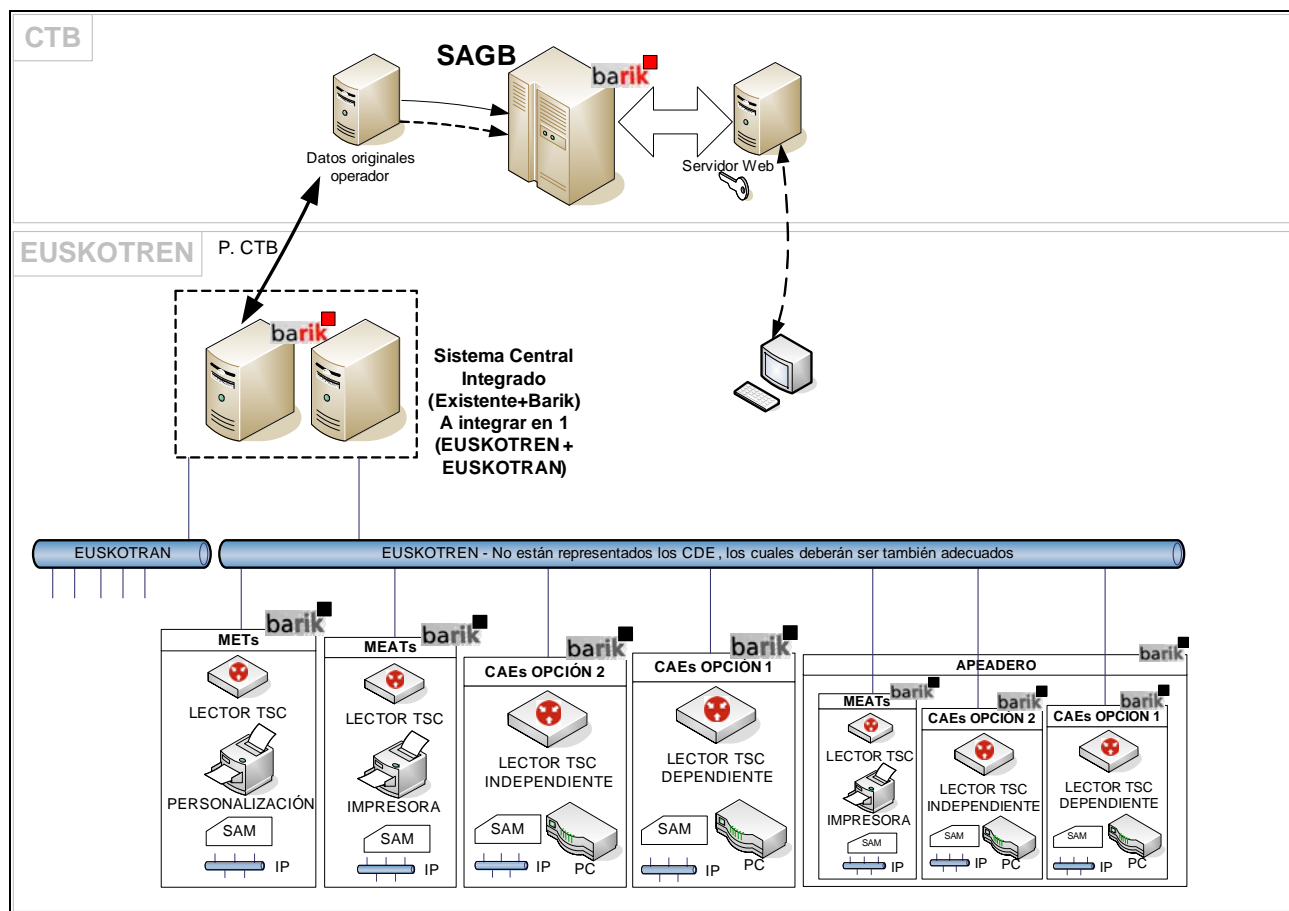 CTB
SAGB
barik
Datos originales
operador
Servidor Web
EUSKOTREN
P. CTB
barik
Sistema Central
Integrado
(Existente+Barik)
A integrar en 1
(EUSKOTREN +
EUSKOTRAN)
EUSKOTRAN
EUSKOTREN - No están representados los CDE , los cuales deberán ser también adecuados
barik
METs
LECTOR TSC
PERSONALIZACIÓN
SAM
IP
barik
MEATs
LECTOR TSC
IMPRESORA
SAM
IP
barik
CAEs OPCIÓN 2
LECTOR TSC
INDEPENDIENTE
SAM
IP
PC
barik
CAEs OPCIÓN 1
LECTOR TSC
DEPENDIENTE
SAM
IP
PC
barik
APEADERO
barik
MEATs
LECTOR TSC
IMPRESORA
SAM
IP
barik
CAEs OPCIÓN 2
LECTOR TSC
INDEPENDIENTE
SAM
IP
PC
barik
CAEs OPCIÓN 1
LECTOR TSC
DEPENDIENTE
SAM
IP
PC